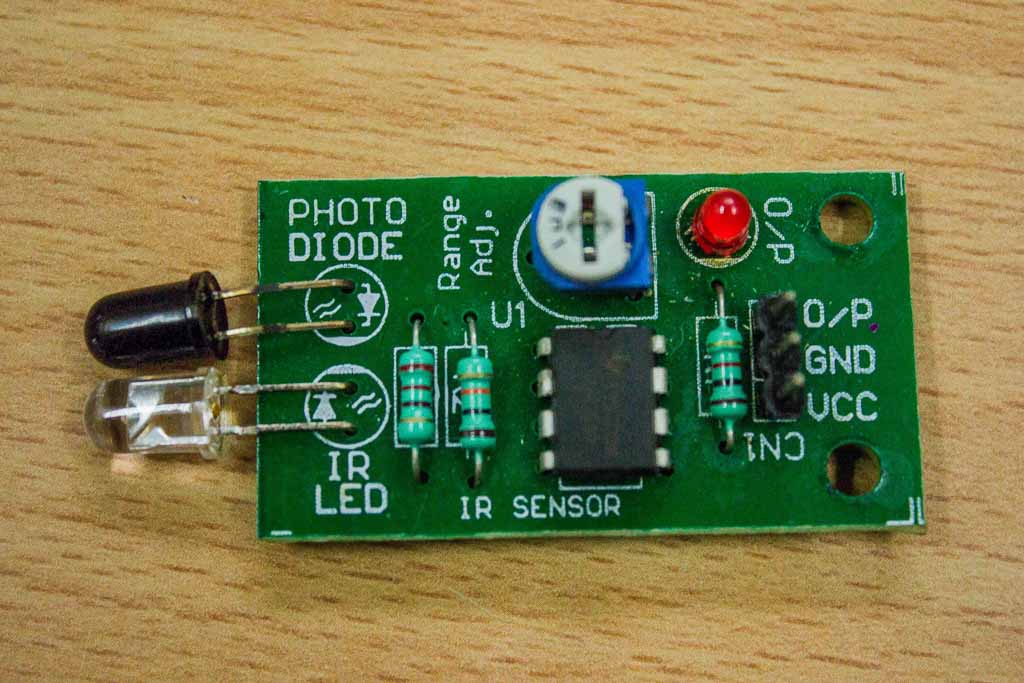 PHOTO
DIODE
Range
Adj.
U1
O/P
O/P
GND
VCC
CN1
IR
LED
IR SENSOR